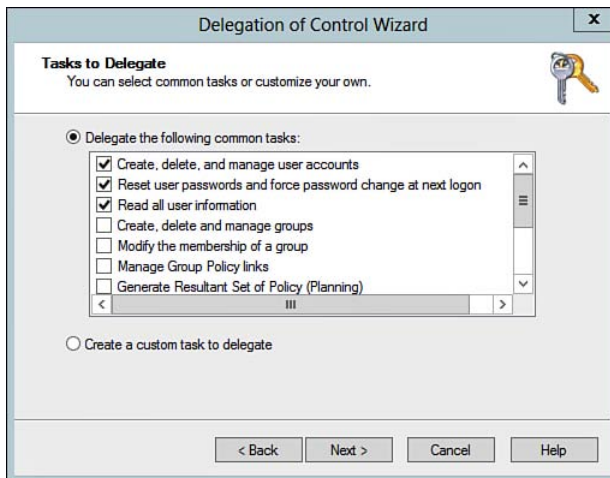 Delegation of Control Wizard
x
Tasks to Delegate
You can select common tasks or customize your own.
Delegate the following common tasks:
Create, delete, and manage user accounts
Reset user passwords and force password change at next logon
Read all user information
Create, delete and manage groups
Modify the membership of a group
Manage Group Policy links
Generate Resultant Set of Policy (Planning)
Create a custom task to delegate
< Back Next > Cancel Help